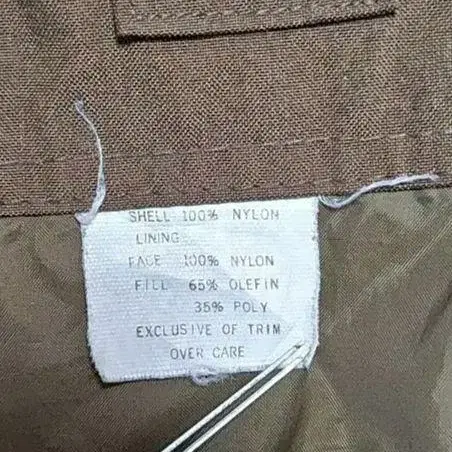 SHELL 100% NYLON
LINING
FACE 100% NYLON
FILL 65% OLEFIN
35% POLY
EXCLUSIVE OF TRIM
OVER CARE